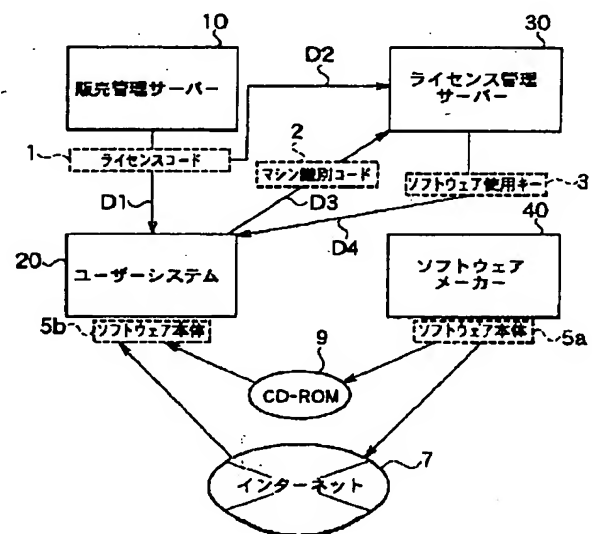 10
30
販売管理サーバー
D2
ライセンス管理
サーバー
1
ライセンスコード
2
マシン識別コード
ソフトウェア使用キー
3
D1
D3
D4
20
40
ユーザーシステム
ソフトウェア
メーカー
5b
ソフトウェア本体
ソフトウェア本体
5a
9
CD-ROM
7
インターネット